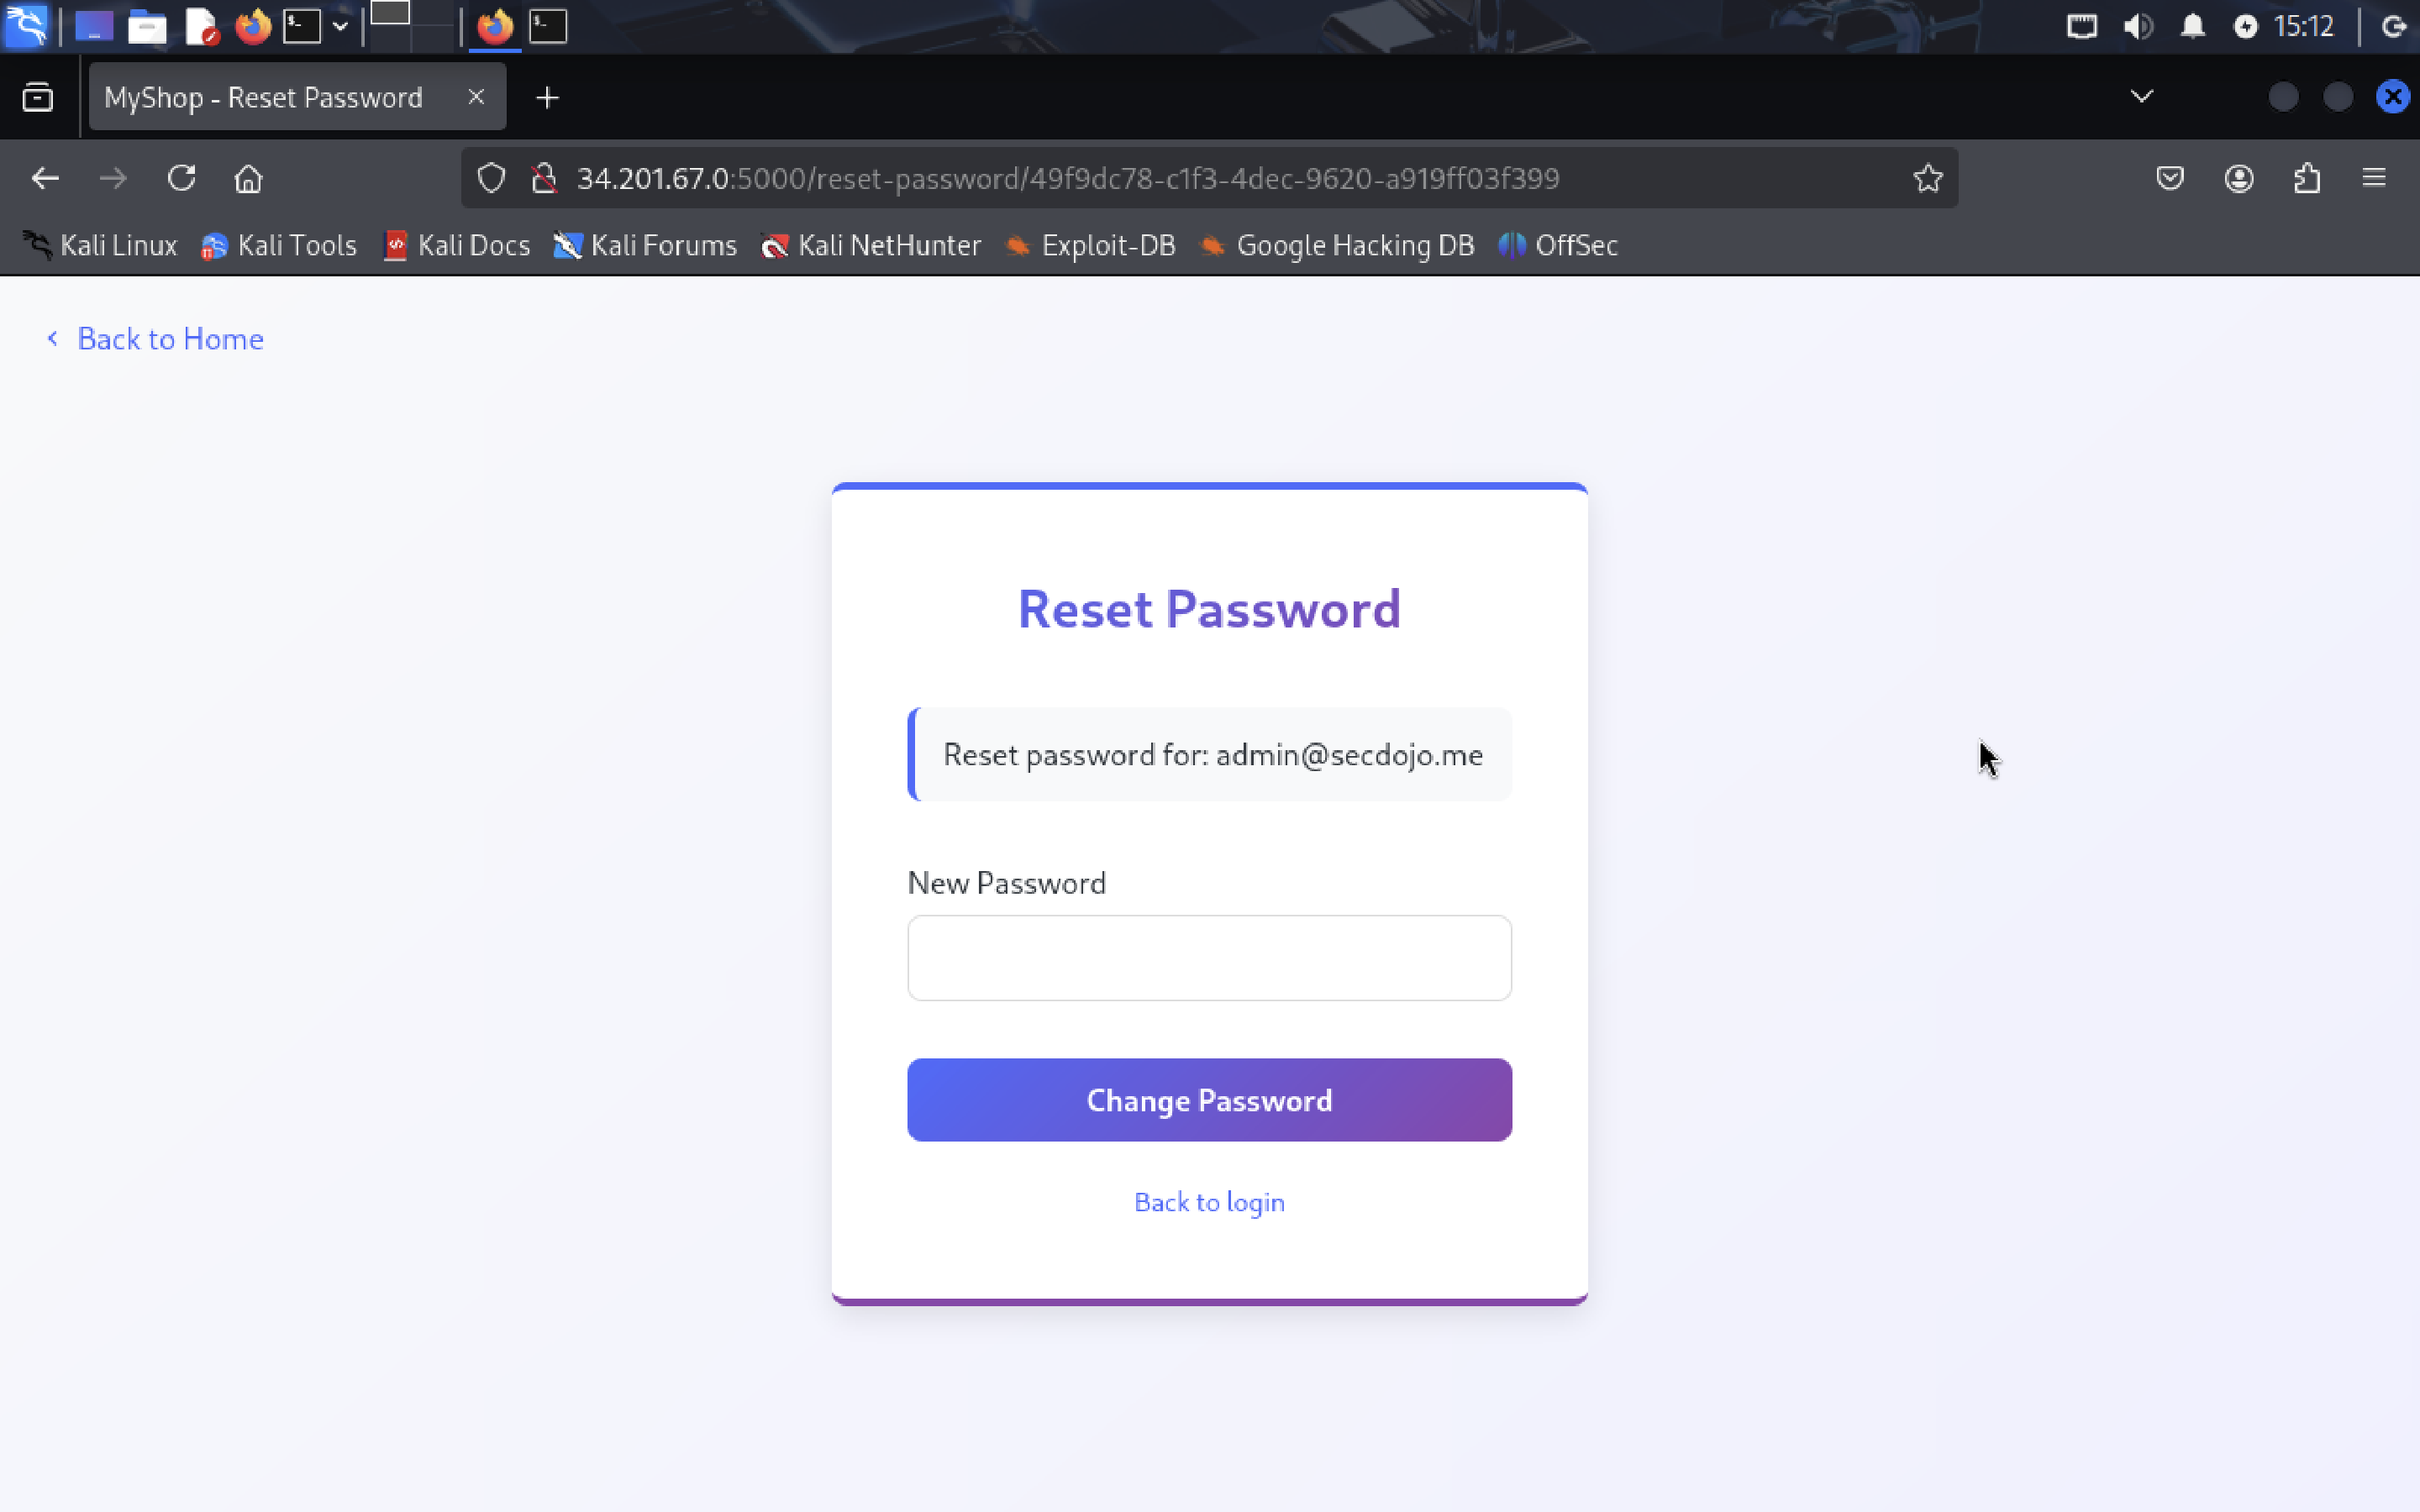 15:12
MyShop - Reset Password
34.201.67.0:5000/reset-password/49f9dc78-c1f3-4dec-9620-a919ff03f399
Kali Linux Kali Tools Kali Docs Kali Forums Kali NetHunter Exploit-DB Google Hacking DB OffSec
Back to Home
Reset Password
Reset password for: admin@secdojo.me
New Password
Change Password
Back to login